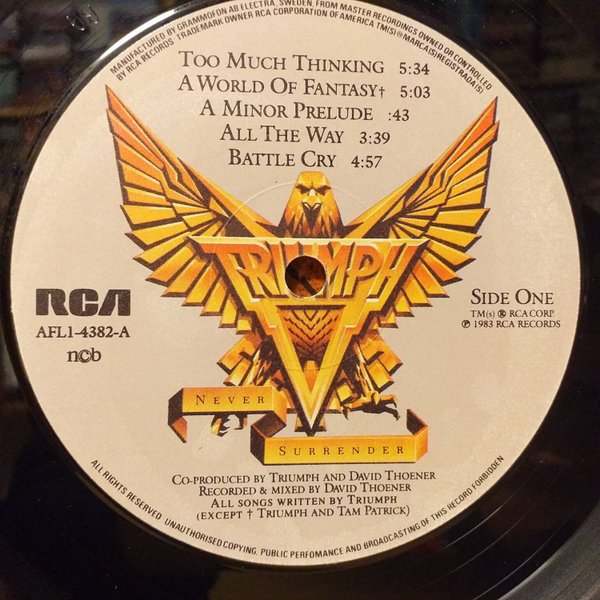 MANUFACTURED BY GRAMMOFON AB ELECTRA, SWEDEN, FROM MASTER RECORDINGS OWNED OR CONTROLLED
BY RCA RECORDS TRADEMARK OWNER RCA CORPORATION OF AMERICA TM(S)®MARCA(S) REGISTRADA(S)
TOO MUCH THINKING 5:34
A WORLD OF FANTASY† 5:03
A MINOR PRELUDE :43
ALL THE WAY 3:39
BATTLE CRY 4:57
TRIUMPH
RCA
AFL1-4382-A
ncb
SIDE ONE
TM(s) ® RCA CORP.
℗ 1983 RCA RECORDS
NEVER
SURRENDER
CO-PRODUCED BY TRIUMPH AND DAVID THOENER
RECORDED & MIXED BY DAVID THOENER
ALL SONGS WRITTEN BY TRIUMPH
(EXCEPT † TRIUMPH AND TAM PATRICK)
ALL RIGHTS RESERVED. UNAUTHORISED COPYING, PUBLIC PERFOMANCE AND BROADCASTING OF THIS RECORD FORBIDDEN